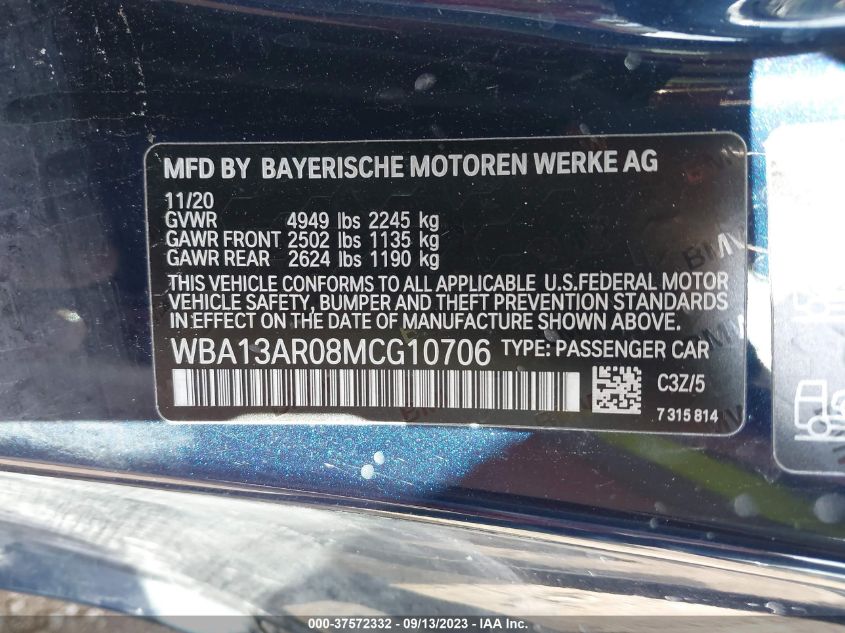 MFD BY BAYERISCHE MOTOREN WERKE AG
11/20
GVWR 4949 lbs 2245 kg
GAWR FRONT 2502 lbs 1135 kg
GAWR REAR 2624 lbs 1190 kg
THIS VEHICLE CONFORMS TO ALL APPLICABLE U.S.FEDERAL MOTOR
VEHICLE SAFETY, BUMPER AND THEFT PREVENTION STANDARDS
IN EFFECT ON THE DATE OF MANUFACTURE SHOWN ABOVE.
WBA13AR08MCG10706 TYPE: PASSENGER CAR
C3Z/5
7 315 814
000-37572332 - 09/13/2023 - © IAA Inc.